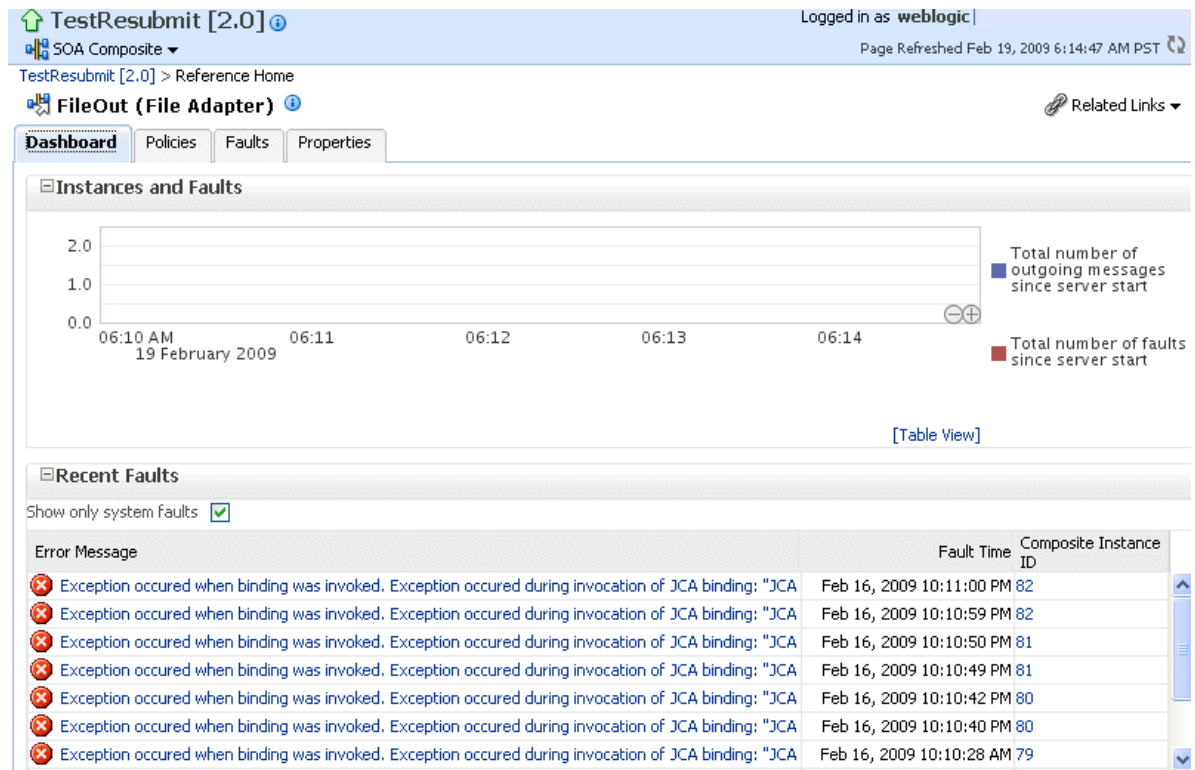 TestResubmit [2.0]
Logged in as weblogic|
SOA Composite
Page Refreshed Feb 19, 2009 6:14:47 AM PST
TestResubmit [2.0] > Reference Home
FileOut (File Adapter)
Related Links
Dashboard Policies Faults Properties
Instances and Faults
2.0
1.0
0.0
06:10 AM 06:11 06:12 06:13 06:14
19 February 2009
Total number of
outgoing messages
since server start
Total number of faults
since server start
[Table View]
Recent Faults
Show only system faults
Error Message Fault Time Composite Instance
ID
Exception occured when binding was invoked. Exception occured during invocation of JCA binding: "JCA Feb 16, 2009 10:11:00 PM 82
Exception occured when binding was invoked. Exception occured during invocation of JCA binding: "JCA Feb 16, 2009 10:10:59 PM 82
Exception occured when binding was invoked. Exception occured during invocation of JCA binding: "JCA Feb 16, 2009 10:10:50 PM 81
Exception occured when binding was invoked. Exception occured during invocation of JCA binding: "JCA Feb 16, 2009 10:10:49 PM 81
Exception occured when binding was invoked. Exception occured during invocation of JCA binding: "JCA Feb 16, 2009 10:10:42 PM 80
Exception occured when binding was invoked. Exception occured during invocation of JCA binding: "JCA Feb 16, 2009 10:10:40 PM 80
Exception occured when binding was invoked. Exception occured during invocation of JCA binding: "JCA Feb 16, 2009 10:10:28 AM 79